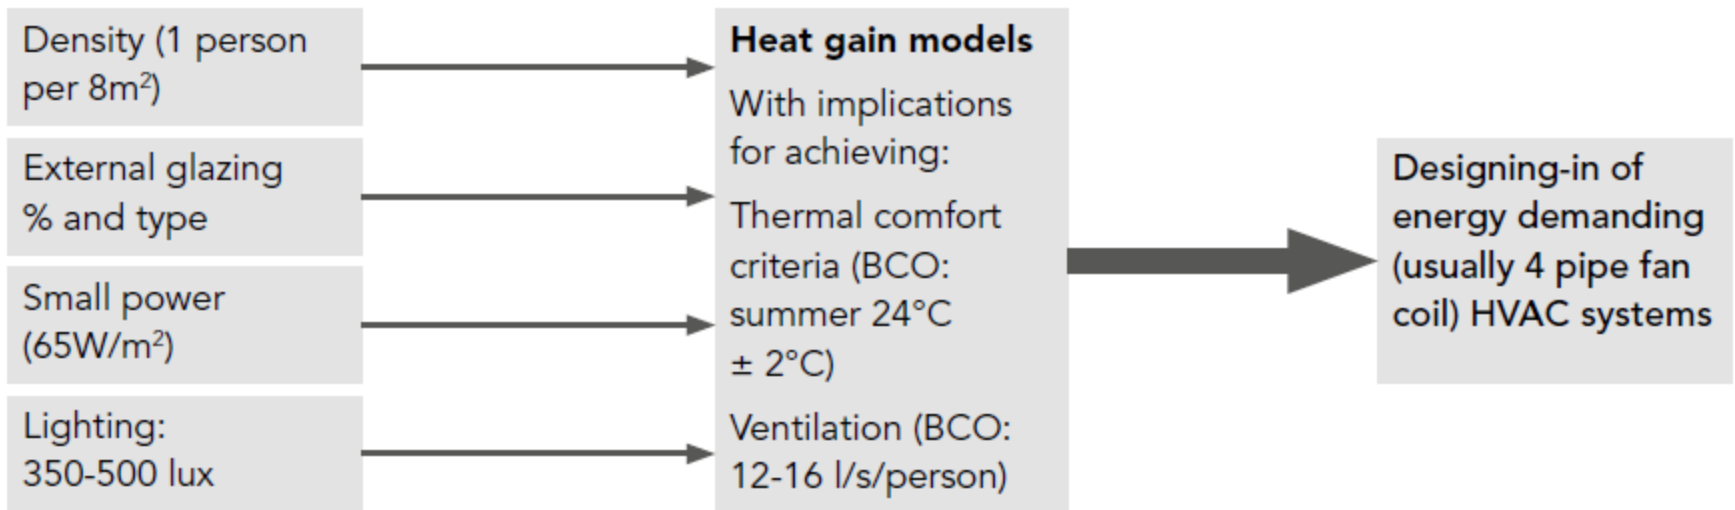 Density (1 person
per 8m²)
External glazing
% and type
Small power
(65W/m²)
Lighting:
350-500 lux
Heat gain models
With implications
for achieving:
Thermal comfort
criteria (BCO:
summer 24°C
± 2°C)
Ventilation (BCO:
12-16 l/s/person)
Designing-in of
energy demanding
(usually 4 pipe fan
coil) HVAC systems